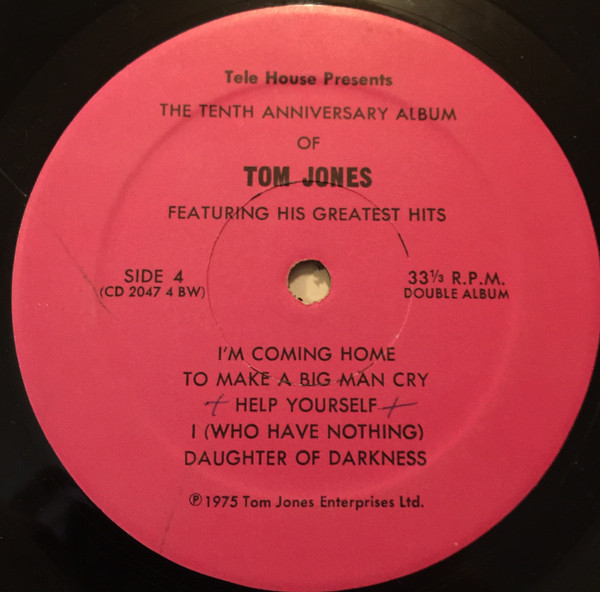 Tele House Presents
THE TENTH ANNIVERSARY ALBUM
OF
TOM JONES
FEATURING HIS GREATEST HITS
SIDE 4
(CD 2047 4 BW)
33⅓ R.P.M.
DOUBLE ALBUM
I'M COMING HOME
TO MAKE A BIG MAN CRY
+ HELP YOURSELF +
I (WHO HAVE NOTHING)
DAUGHTER OF DARKNESS
℗ 1975 Tom Jones Enterprises Ltd.